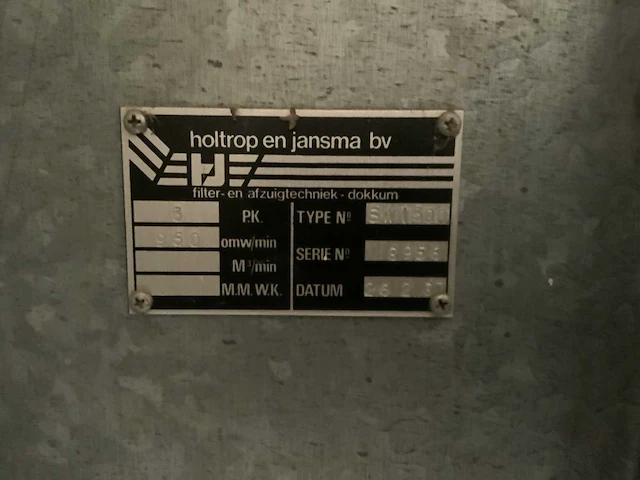 holtrop en jansma bv
HJ
filter- en afzuigtechniek - dokkum
PK. TYPE Nº
950 omw/min
M³/min SERIE Nº
M.M.W.K. DATUM